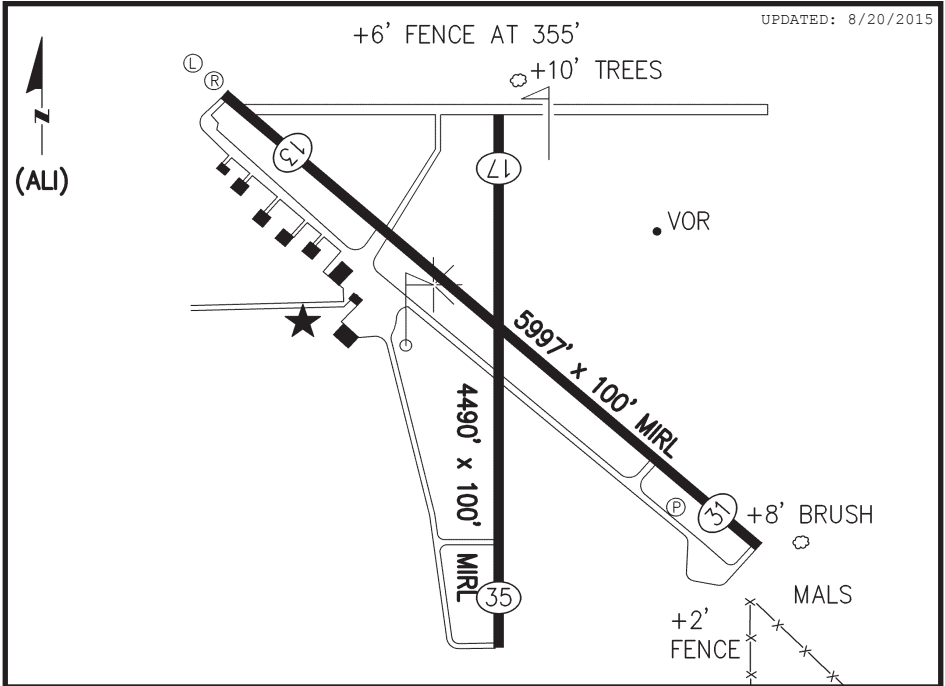 UPDATED: 8/20/2015
+6' FENCE AT 355'
L
R
+10' TREES
N
(ALI)
13
17
VOR
5997' x 100' MIRL
4490' x 100' MIRL
P
31
+8' BRUSH
35
MALS
+2'
FENCE